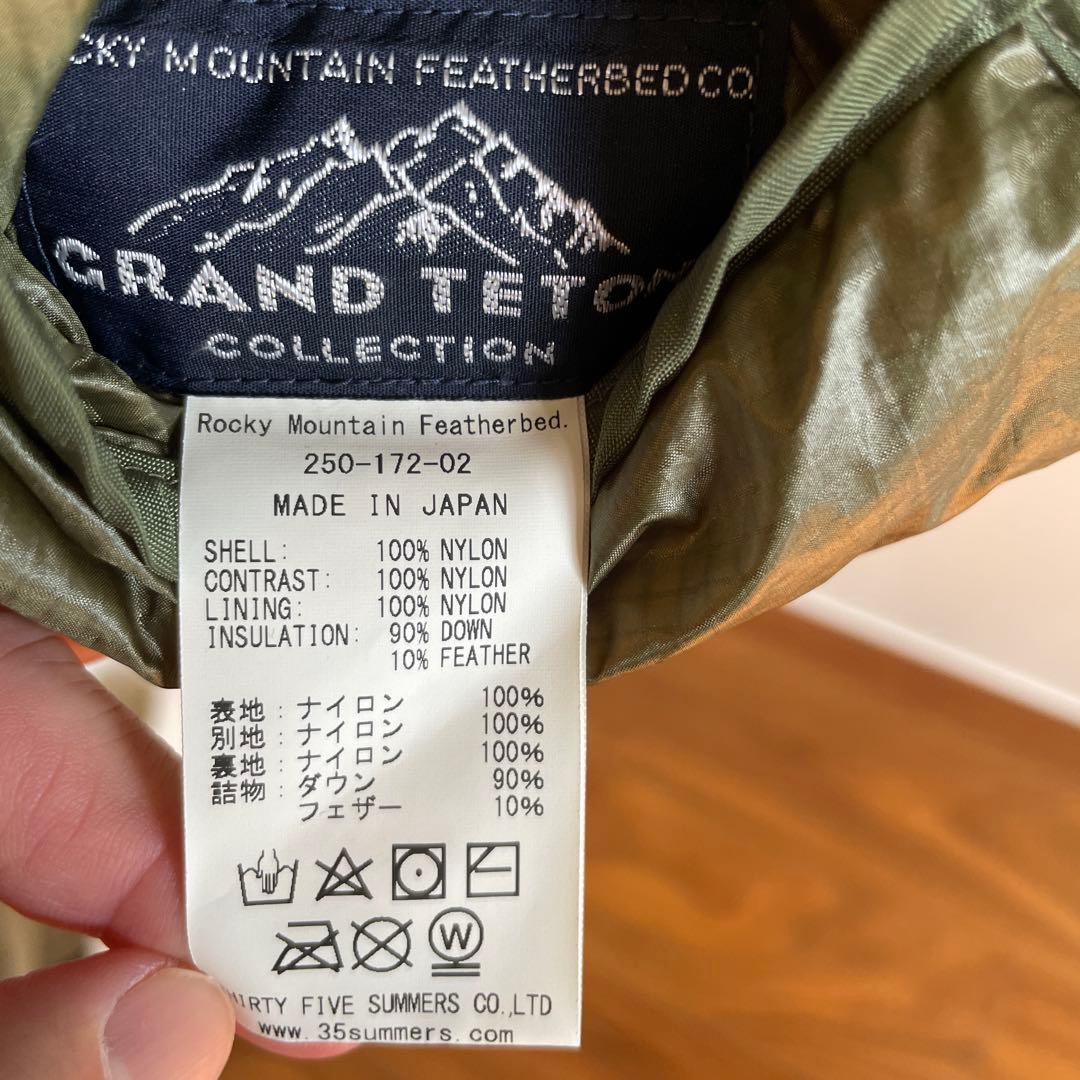 MOUNTAIN FEATHERBED CO.
GRAND TETON
COLLECTION
Rocky Mountain Featherbed.
250-172-02
MADE IN JAPAN
SHELL: 100% NYLON
CONTRAST: 100% NYLON
LINING: 100% NYLON
INSULATION: 90% DOWN
10% FEATHER
表地：ナイロン 100%
別地：ナイロン 100%
裏地：ナイロン 100%
詰物：ダウン 90%
フェザー 10%
W
FIVE SUMMERS CO.,LTD
www.35summers.com